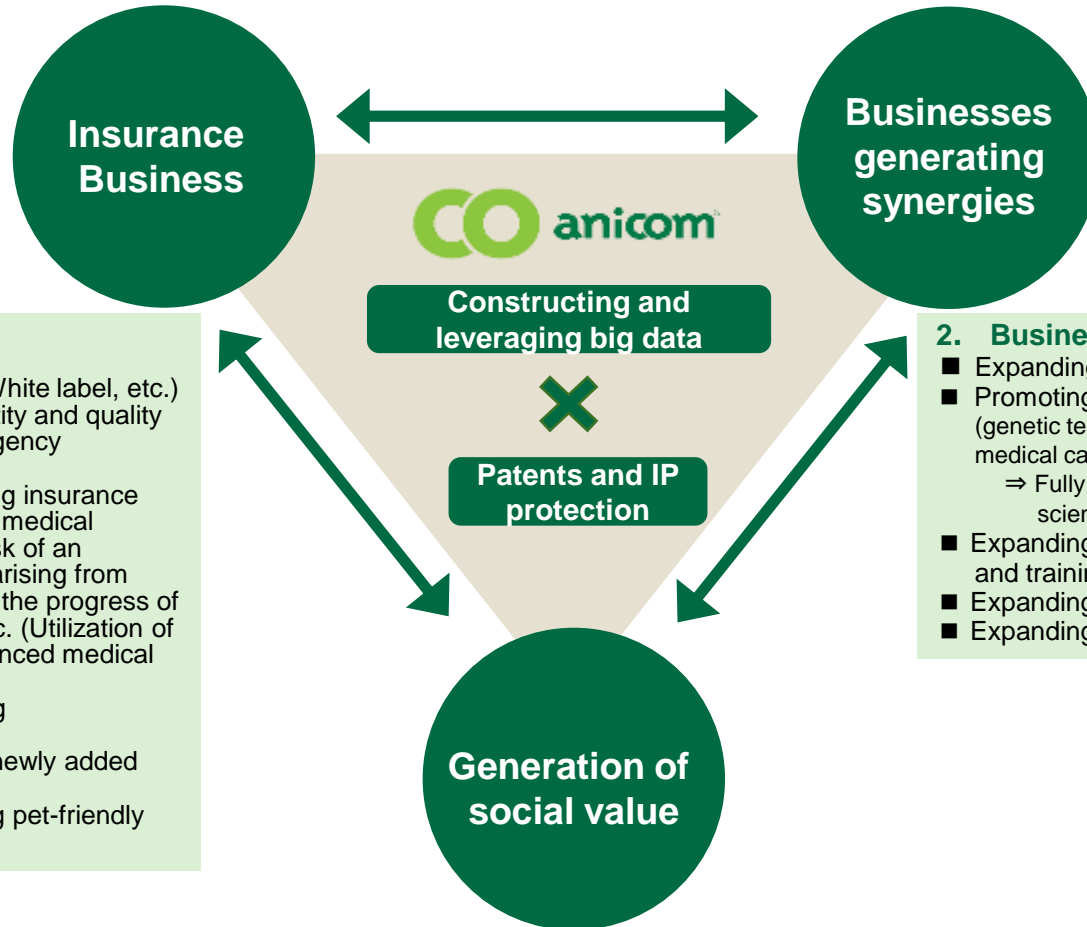 Insurance
Business
Businesses
generating
synergies
anicom
Constructing and
leveraging big data
Patents and IP
protection
Generation of
social value
hite label, etc.)
tity and quality
gency
g insurance
medical
sk of an
arising from
the progress of
c. (Utilization of
nced medical
g
newly added
g pet-friendly
2. Busine
■ Expanding
■ Promoting
(genetic te
medical ca
⇒ Fully
scien
■ Expanding
and trainin
■ Expanding
■ Expanding